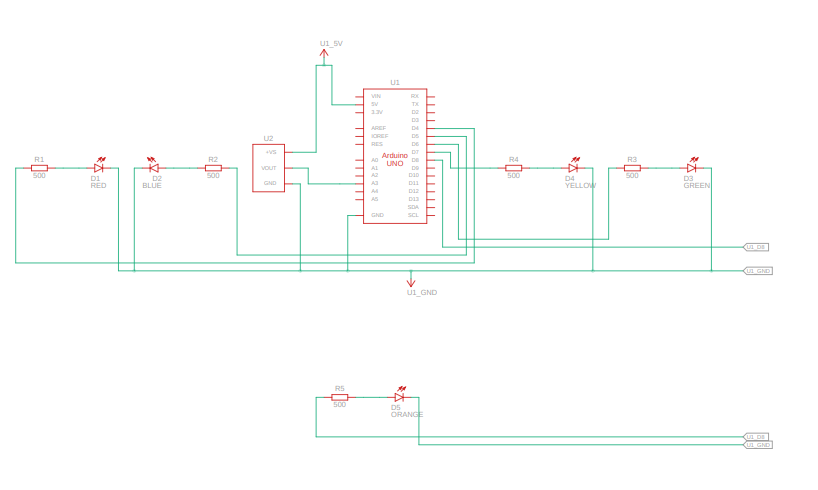 U1_5V
U1
VIN
5V
3.3V
AREF
IOREF
RES
A0
A1
A2
A3
A4
A5
GND
Arduino
UNO
RX
TX
D2
D3
D4
D5
D6
D7
D8
D9
D10
D11
D12
D13
SDA
SCL
U2
+VS
VOUT
GND
R1
500
D1
RED
D2
BLUE
R2
500
R4
500
D4
YELLOW
R3
500
D3
GREEN
U1_D8
U1_GND
U1_GND
R5
500
D5
ORANGE
U1_D8
U1_GND